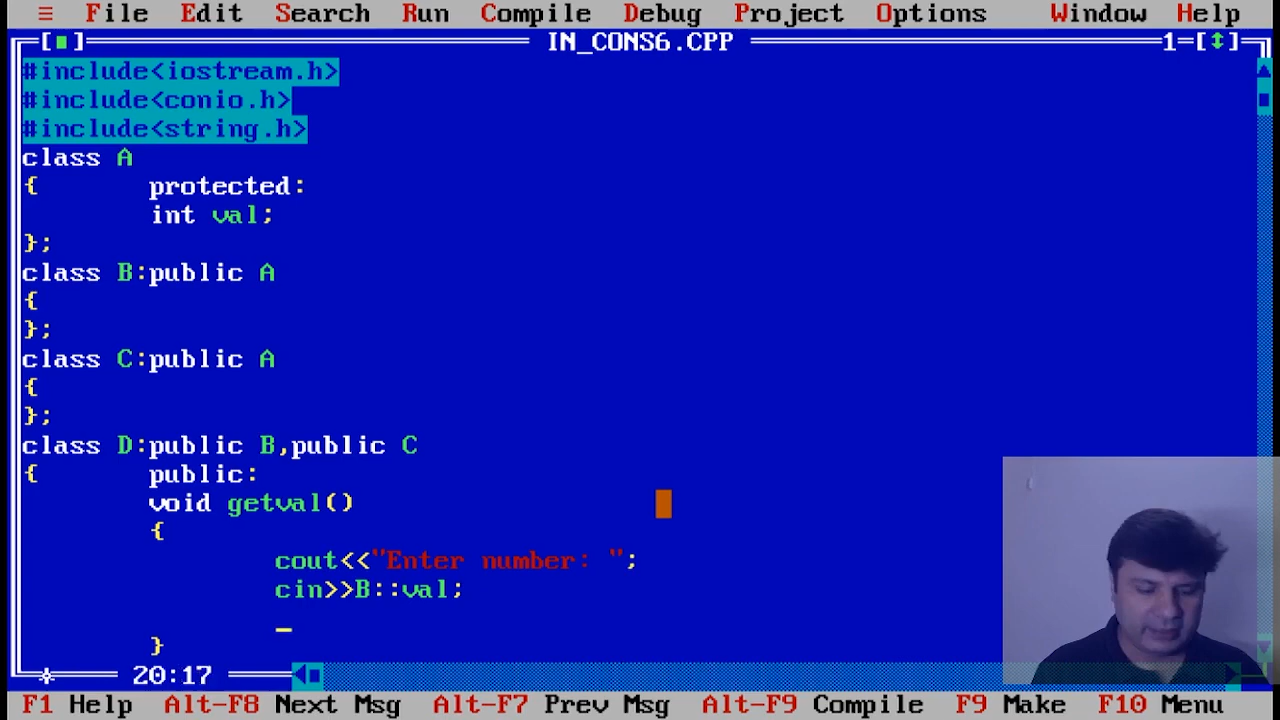 ≡ File Edit Search Run Compile Debug Project Options Window Help
[■] IN_CONS6.CPP 1=[↕]
#include<iostream.h>
#include<conio.h>
#include<string.h>
class A
{ protected:
int val;
};
class B:public A
{
};
class C:public A
{
};
class D:public B,public C
{ public:
void getval()
{
cout<<"Enter number: ";
cin>>B::val;
_
}
20:17
F1 Help Alt-F8 Next Msg Alt-F7 Prev Msg Alt-F9 Compile F9 Make F10 Menu